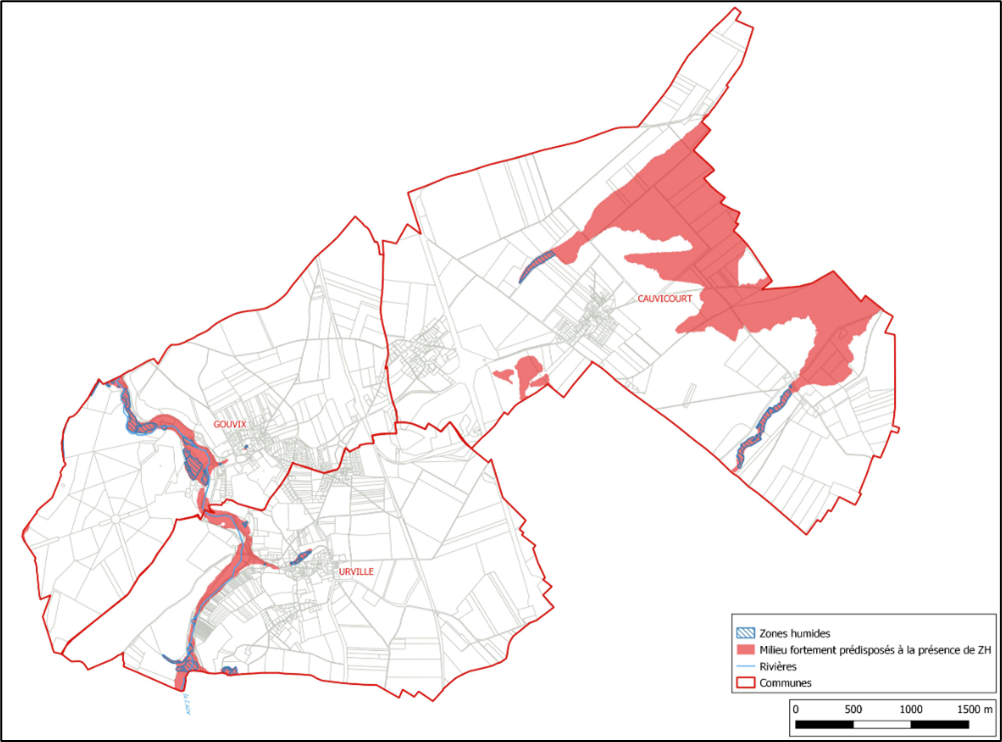 CAUVICOURT
GOUVIX
URVILLE
Zones humides
Milieu fortement prédisposés à la présence de ZH
Rivières
Communes
0 500 1000 1500 m